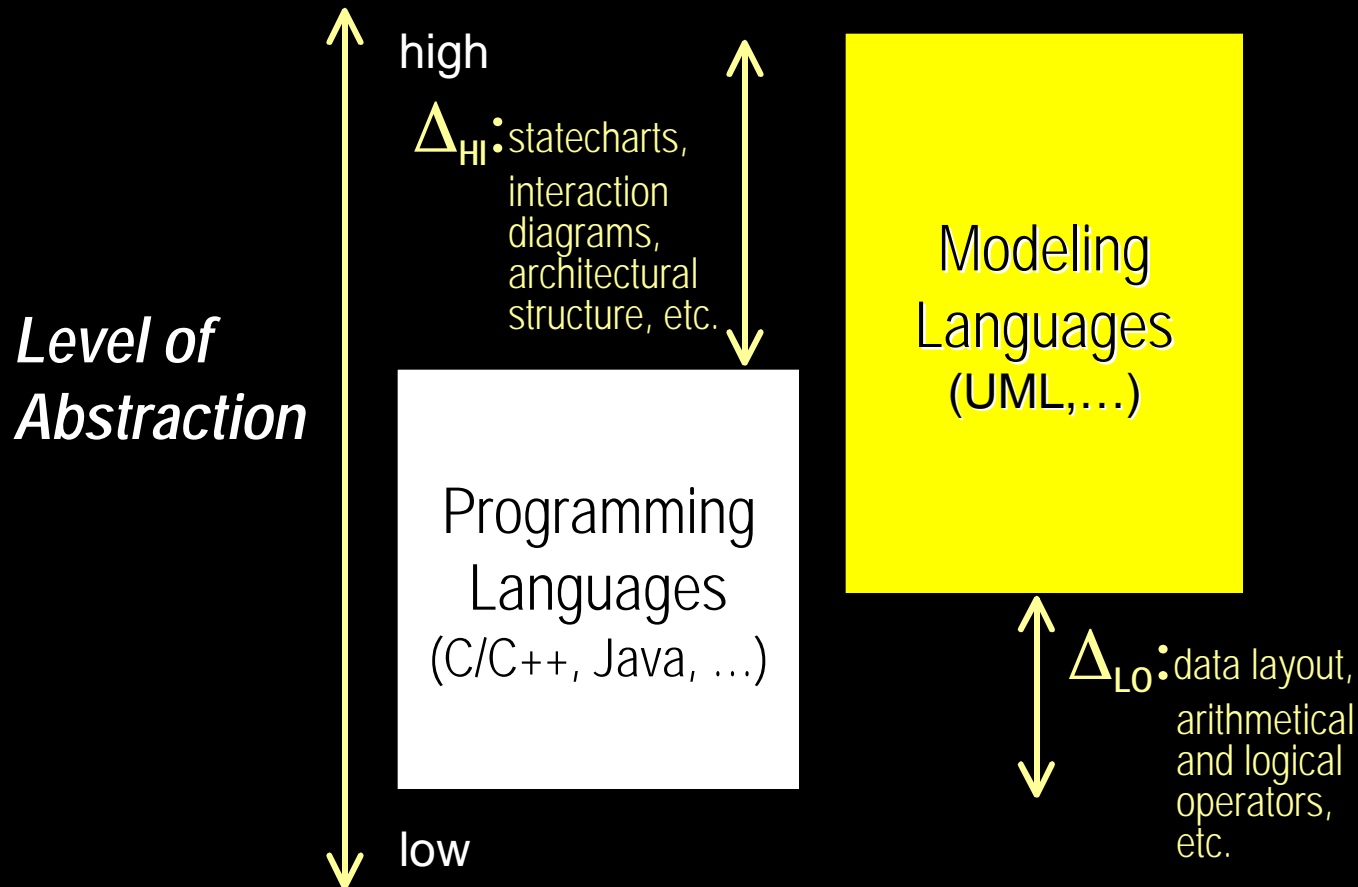 high
ΔHI: statecharts,
interaction
diagrams,
architectural
structure, etc.
Level of
Abstraction
Modeling
Languages
(UML,…)
Programming
Languages
(C/C++, Java, …)
ΔLO: data layout,
arithmetical
and logical
operators,
etc.
low